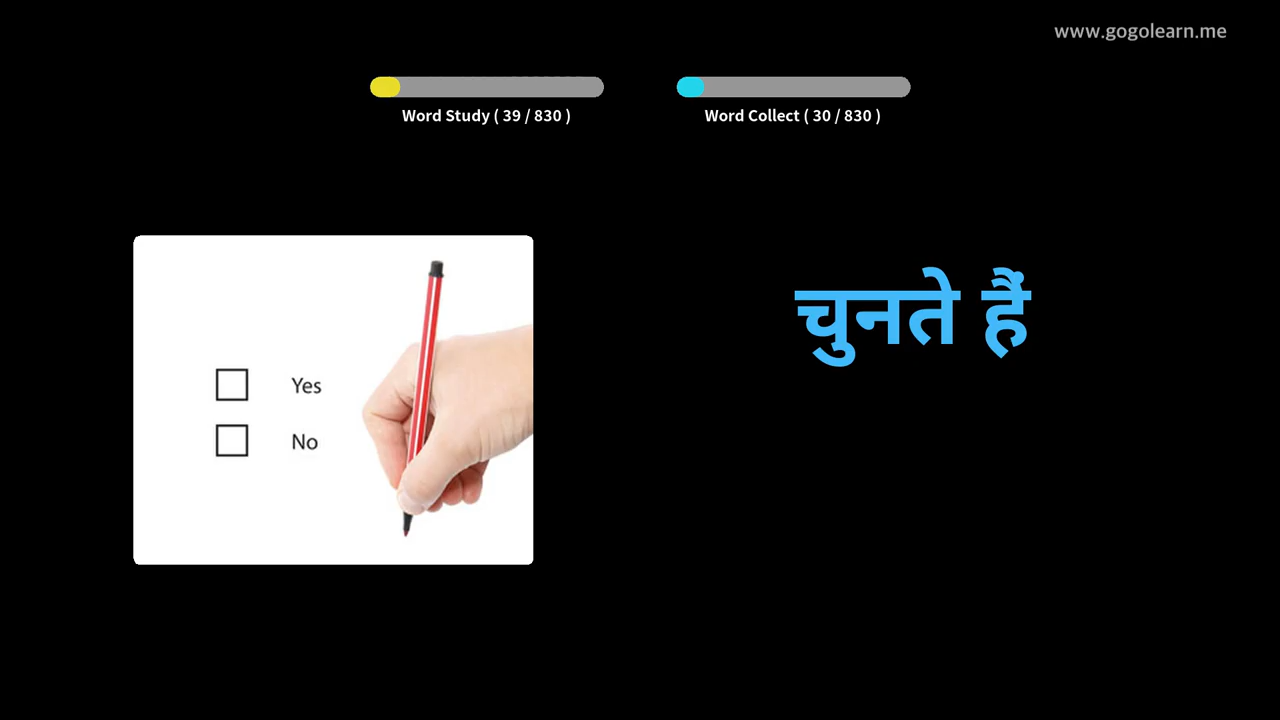 www.gogolearn.me
Word Study ( 39 / 830 )
Word Collect ( 30 / 830 )
Yes
No
चुनते हैं